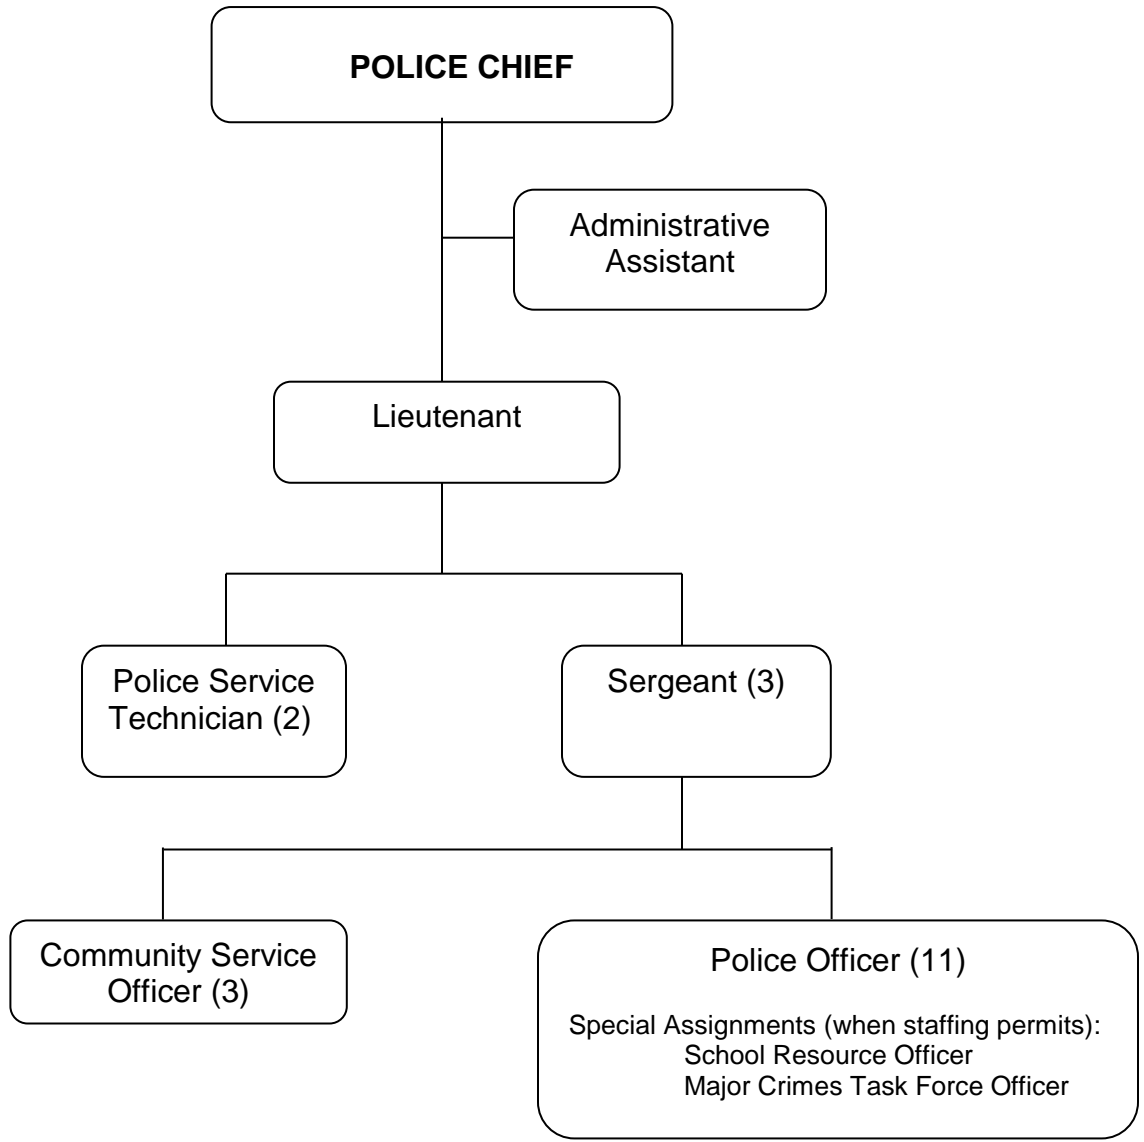 POLICE CHIEF
Administrative
Assistant
Lieutenant
Police Service
Technician (2)
Sergeant (3)
Community Service
Officer (3)
Police Officer (11)
Special Assignments (when staffing permits):
School Resource Officer
Major Crimes Task Force Officer